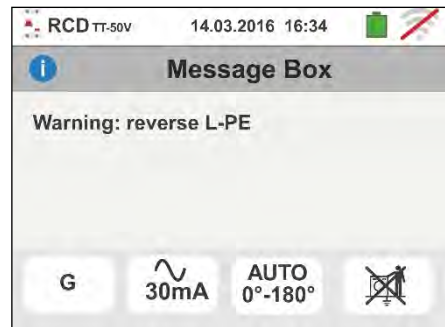 RCD TT-50V 14.03.2016 16:34
Message Box
Warning: reverse L-PE
G 30mA AUTO 0°-180°